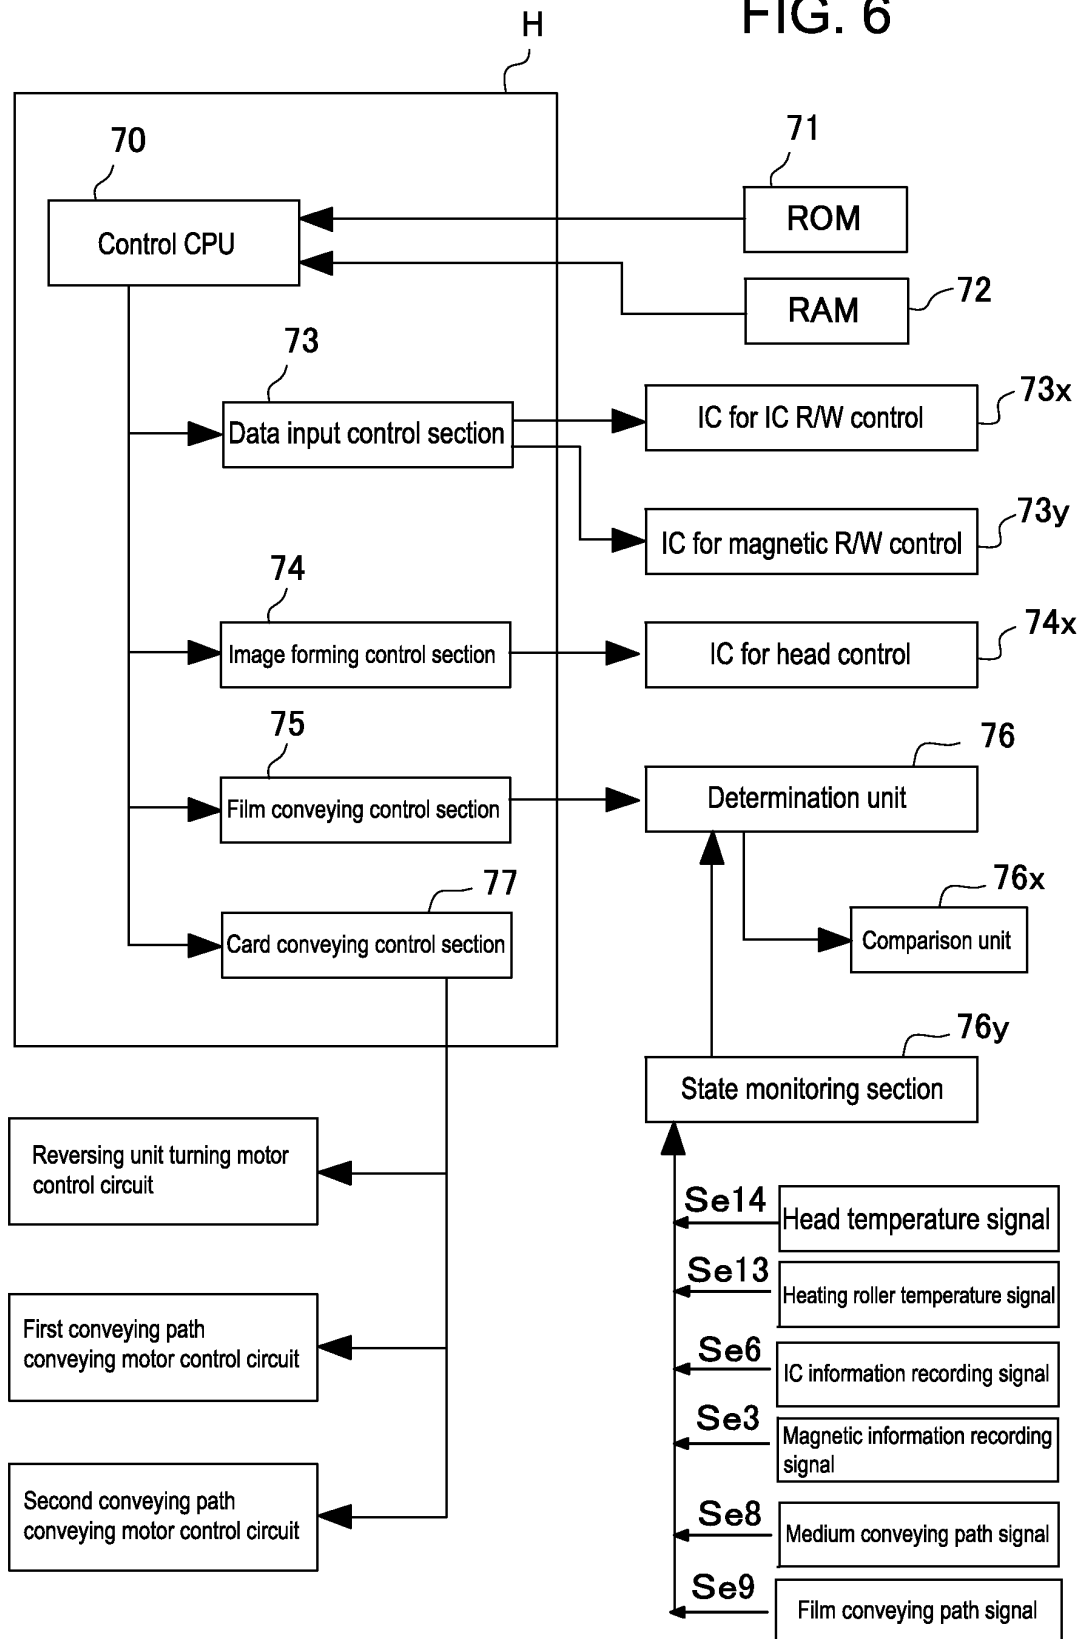 FIG. 6
H
70
Control CPU
71
ROM
RAM
72
73
Data input control section
IC for IC R/W control
73x
IC for magnetic R/W control
73y
74
Image forming control section
IC for head control
74x
75
Film conveying control section
Determination unit
76
76x
Comparison unit
77
Card conveying control section
76y
State monitoring section
Reversing unit turning motor
control circuit
First conveying path
conveying motor control circuit
Second conveying path
conveying motor control circuit
Se14
Head temperature signal
Se13
Heating roller temperature signal
Se6
IC information recording signal
Se3
Magnetic information recording
signal
Se8
Medium conveying path signal
Se9
Film conveying path signal